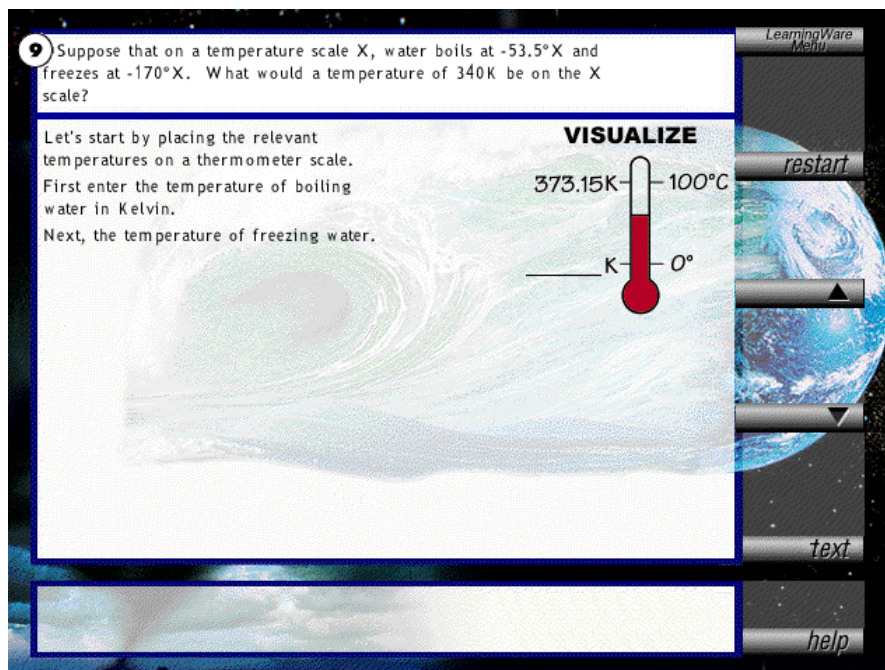 LearningWare
Menu
9 Suppose that on a temperature scale X, water boils at -53.5°X and
freezes at -170°X. What would a temperature of 340K be on the X
scale?
Let's start by placing the relevant
temperatures on a thermometer scale.
First enter the temperature of boiling
water in Kelvin.
Next, the temperature of freezing water.
VISUALIZE
373.15K 100°C
______K 0°
restart
text
help